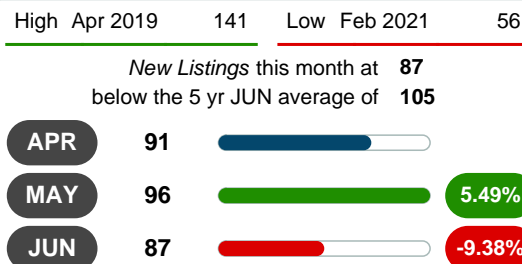 High Apr 2019 141 Low Feb 2021 56
New Listings this month at 87
below the 5 yr JUN average of 105
APR 91
MAY 96 5.49%
JUN 87 -9.38%